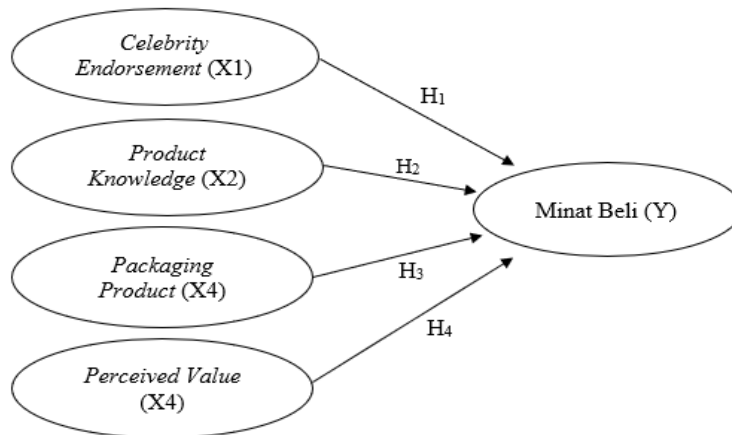 Celebrity
Endorsement (X1)
H1
Product
Knowledge (X2)
H2
Minat Beli (Y)
Packaging
Product (X4)
H3
H4
Perceived Value
(X4)